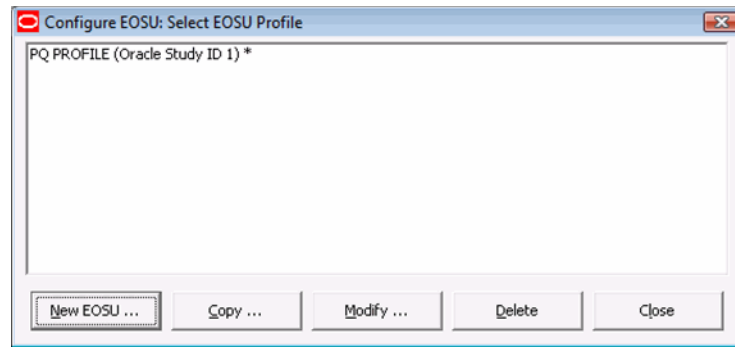 Configure EOSU: Select EOSU Profile
PQ PROFILE (Oracle Study ID 1) *
New EOSU ... Copy ... Modify ... Delete Close